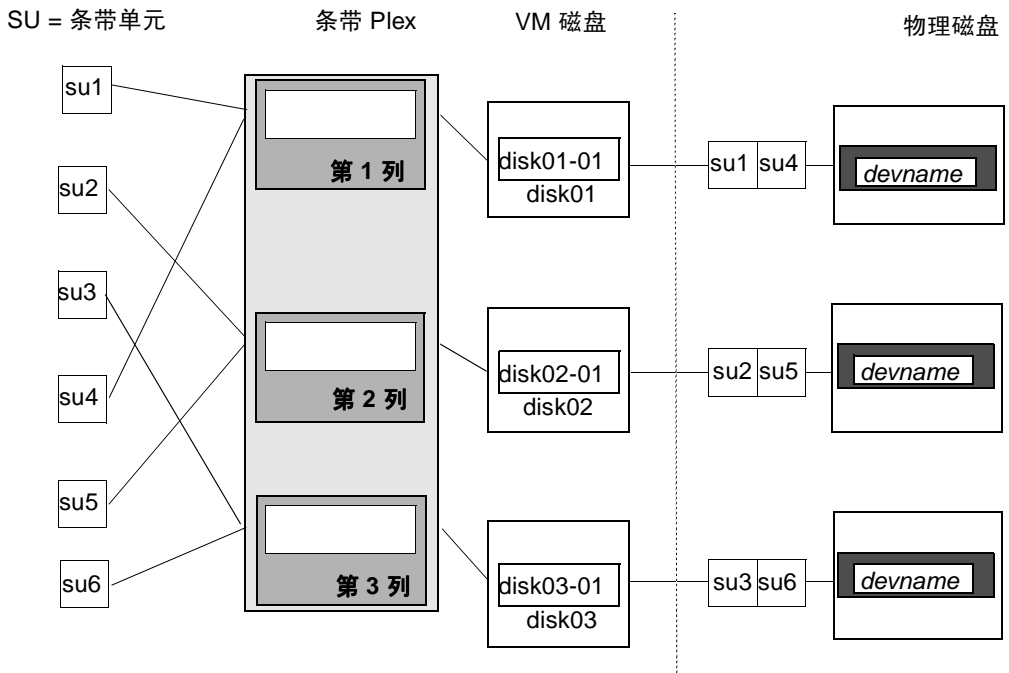 SU = 条带单元
条带 Plex
VM 磁盘
物理磁盘
su1
su2
su3
su4
su5
su6
第 1 列
第 2 列
第 3 列
disk01-01
disk01
disk02-01
disk02
disk03-01
disk03
su1 su4
devname
su2 su5
devname
su3 su6
devname